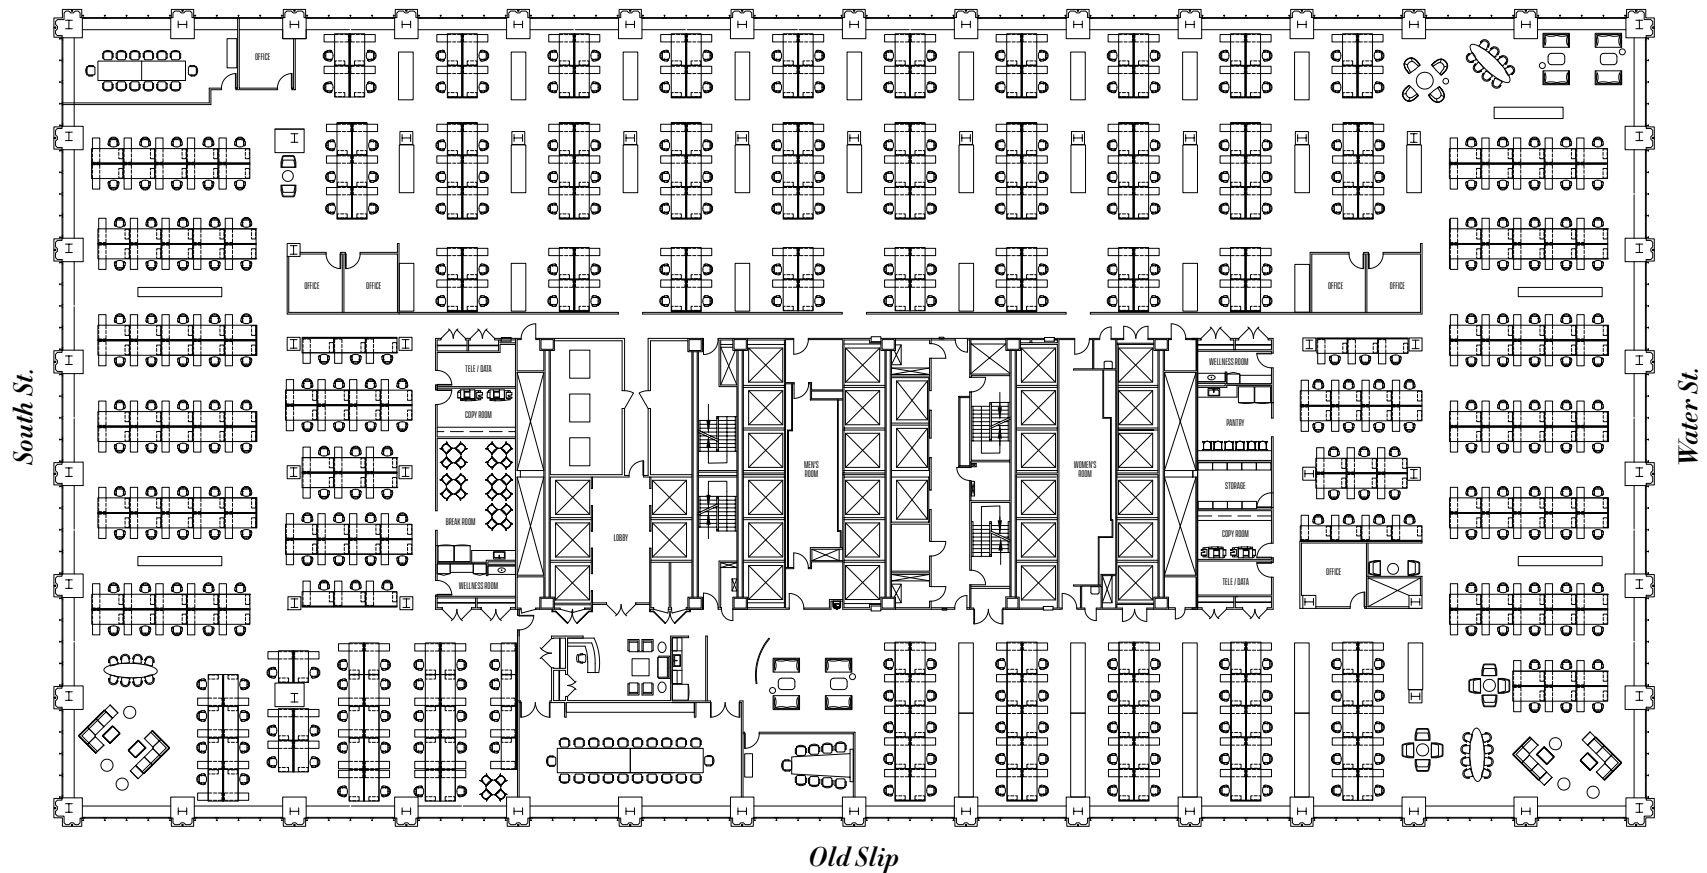 OFFICE
OFFICE
OFFICE
OFFICE
OFFICE
TELE / DATA
WELLNESS ROOM
COPY ROOM
PANTRY
MEN'S
ROOM
WOMEN'S
ROOM
STORAGE
BREAK ROOM
LOBBY
COPY ROOM
OFFICE
WELLNESS ROOM
TELE / DATA
South St.
Water St.
Old Slip